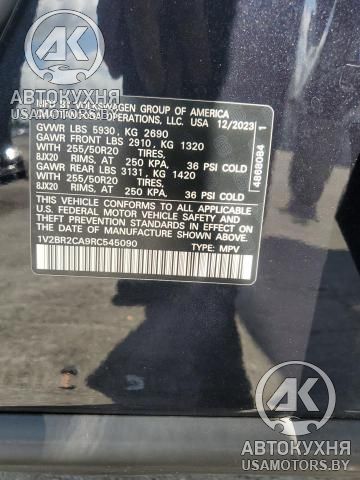 AK
АВТОКУХНЯ
USAMOTORS.BY
MFD BY VOLKSWAGEN GROUP OF AMERICA
OPERATIONS, LLC. USA 12/2023
GVWR LBS 5930, KG 2690
GAWR FRONT LBS 2910, KG 1320
WITH 255/50R20 TIRES,
8JX20 RIMS, AT 250 KPA, 36 PSI COLD
GAWR REAR LBS 3131, KG 1420
WITH 255/50R20 TIRES,
8JX20 RIMS, AT 250 KPA, 36 PSI COLD
THIS VEHICLE CONFORMS TO ALL APPLICABLE
U.S. FEDERAL MOTOR VEHICLE SAFETY AND
THEFT PREVENTION STANDARDS IN EFFECT ON
THE DATE OF MANUFACTURE SHOWN ABOVE.
1V2BR2CA9RC545090 TYPE: MPV
4868084 1
AK
АВТОКУХНЯ
USAMOTORS.BY